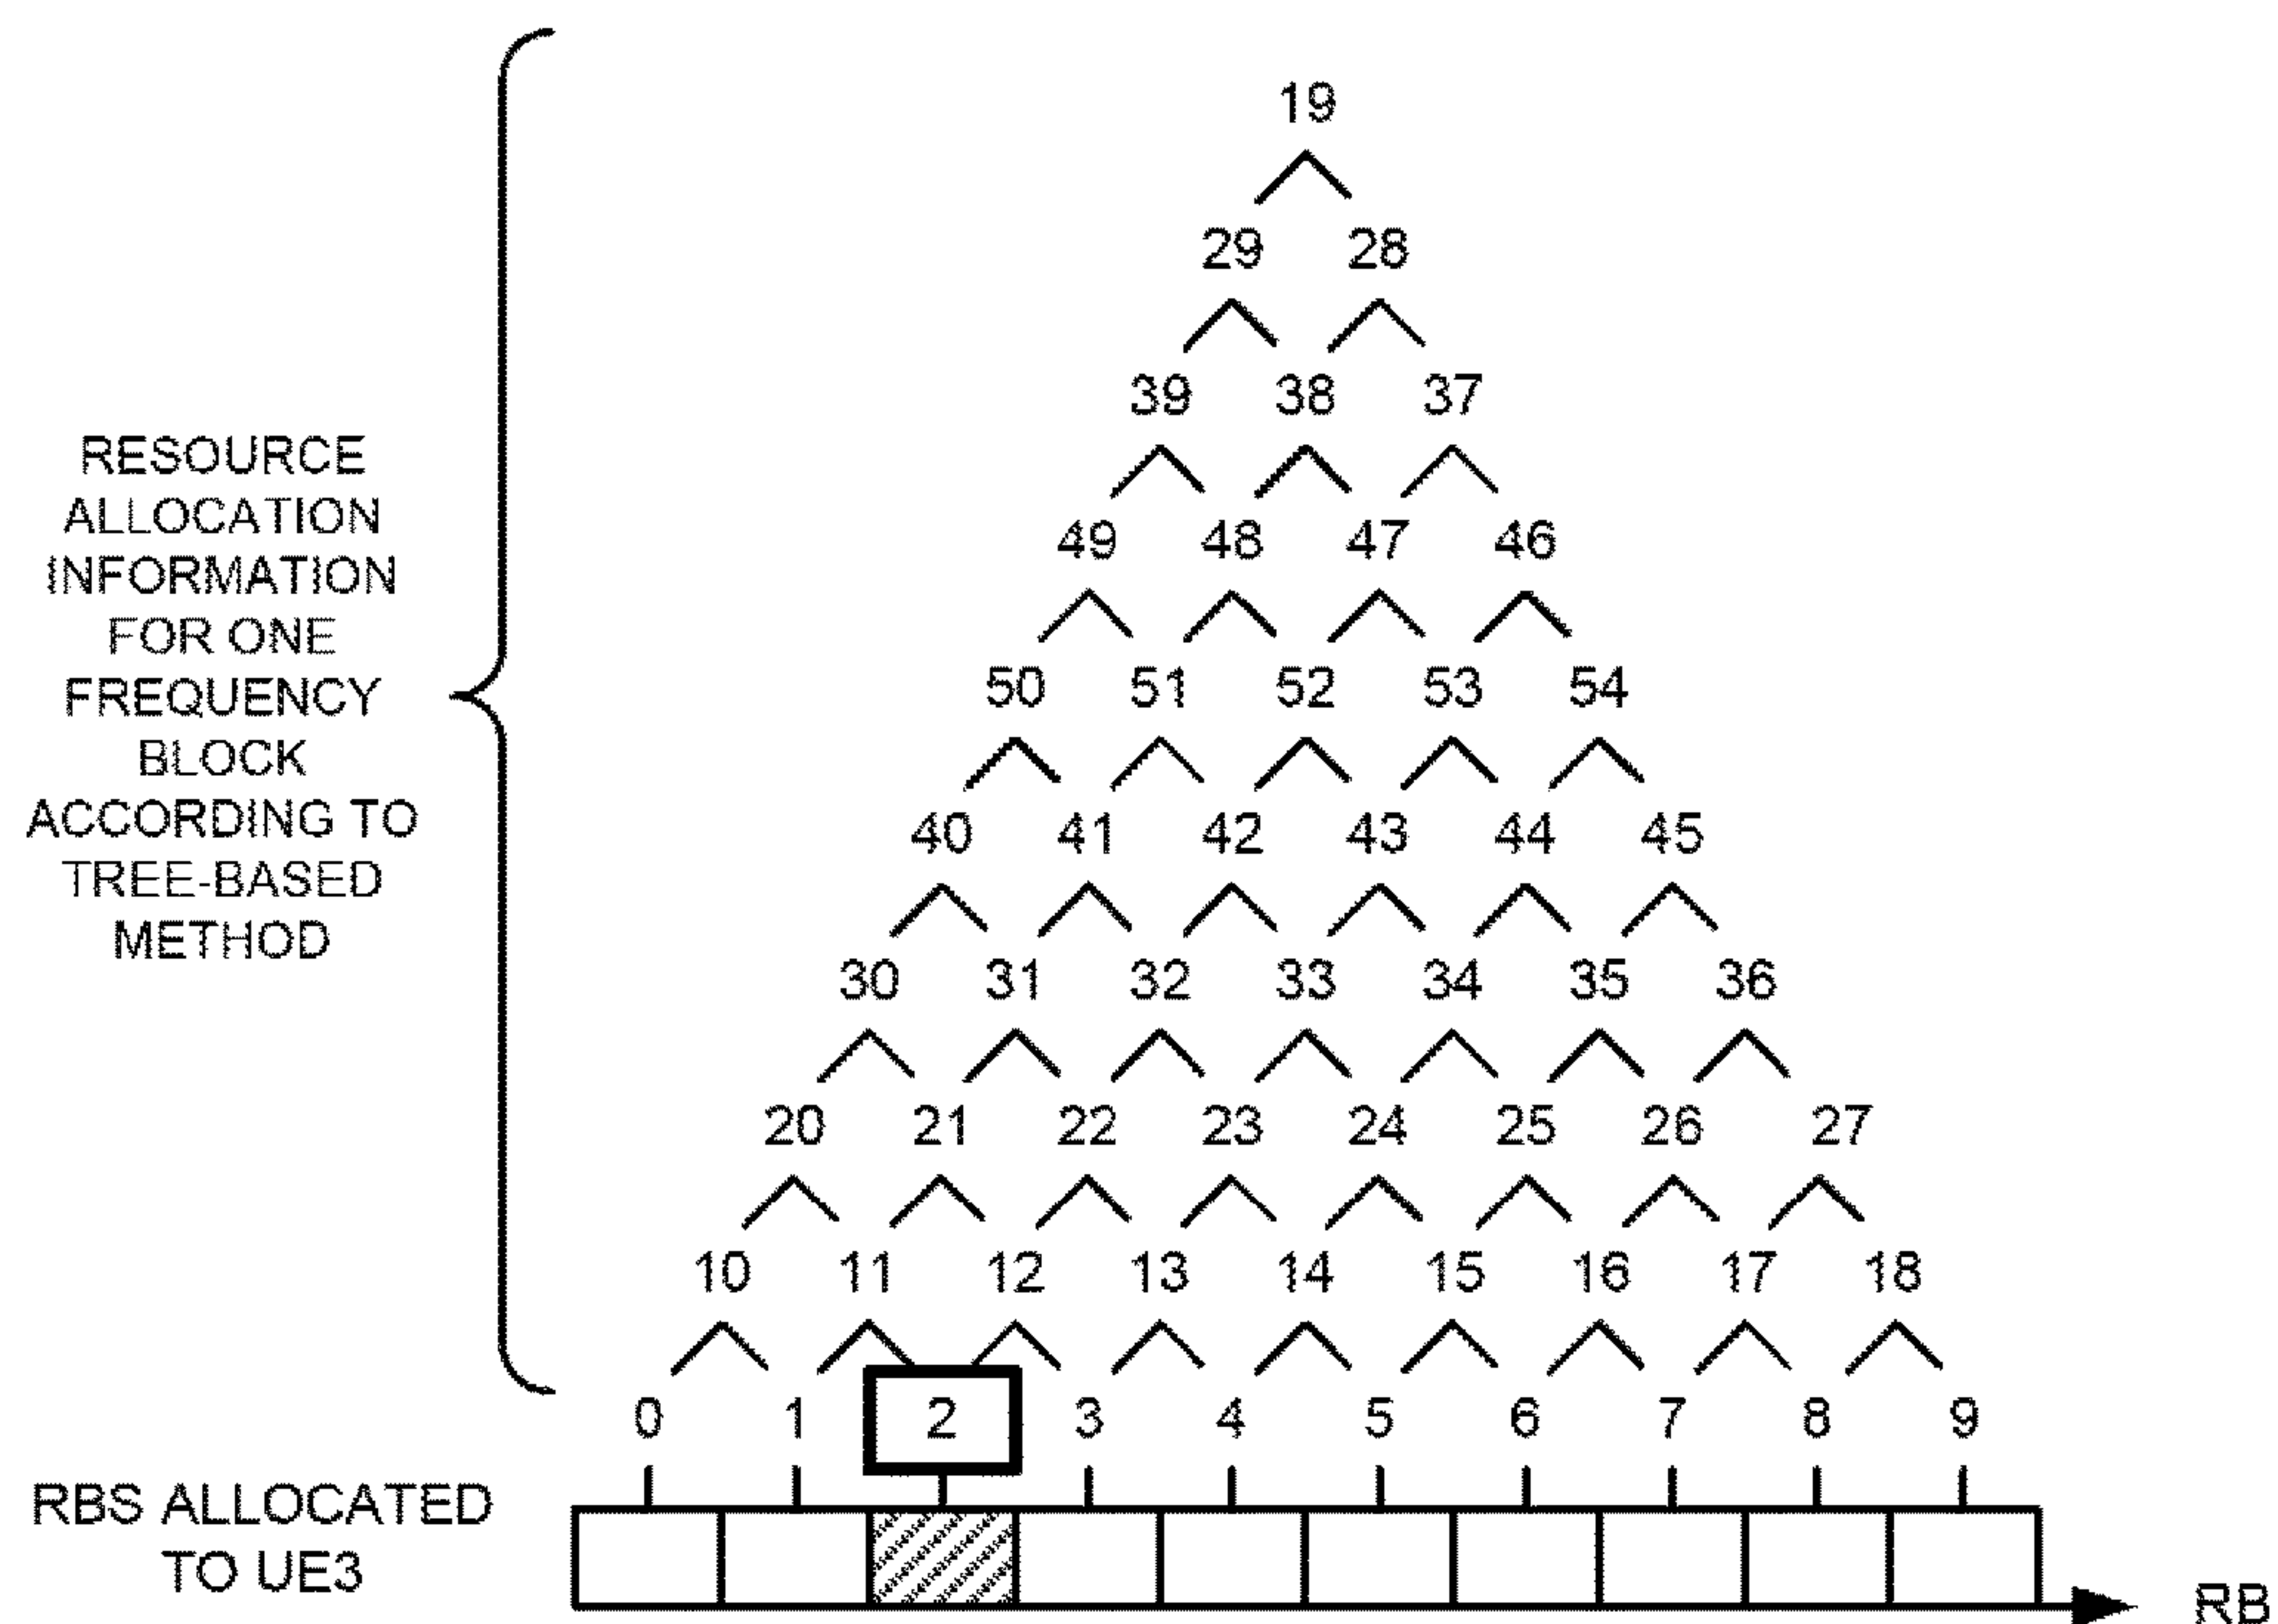 19
29 28
39 38 37
49 48 47 46
50 51 52 53 54
40 41 42 43 44 45
30 31 32 33 34 35 36
20 21 22 23 24 25 26 27
10 11 12 13 14 15 16 17 18
0 1 2 3 4 5 6 7 8 9
RESOURCE
ALLOCATION
INFORMATION
FOR ONE
FREQUENCY
BLOCK
ACCORDING TO
TREE-BASED
METHOD
RBS ALLOCATED
TO UE3
RB